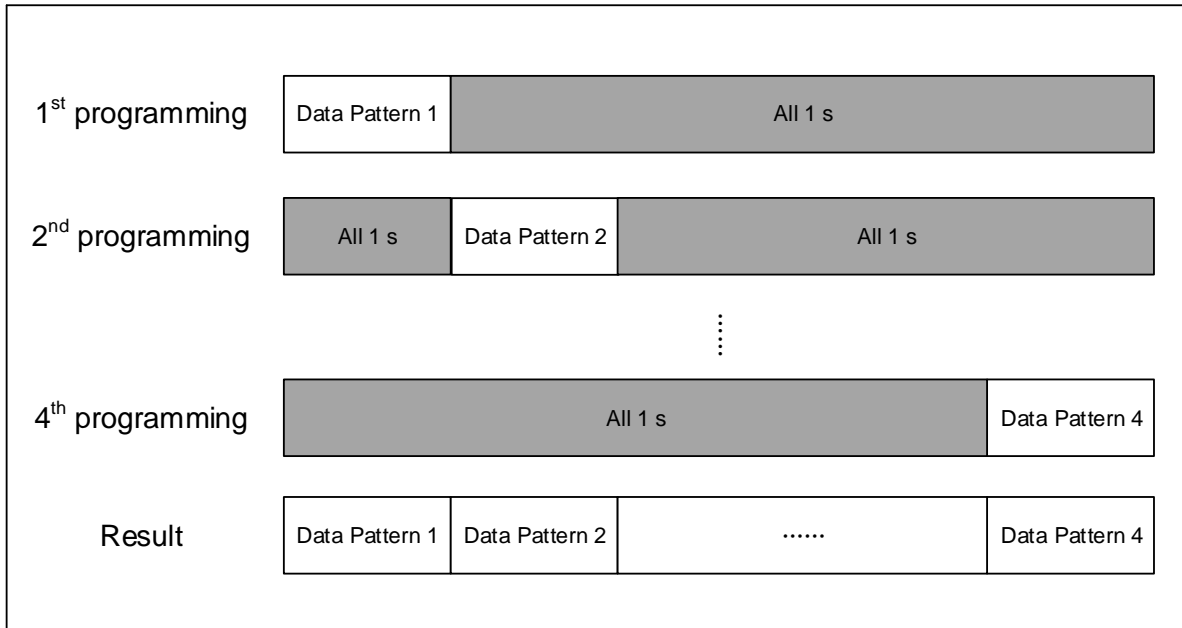 1st programming
Data Pattern 1
All 1 s
2nd programming
All 1 s
Data Pattern 2
All 1 s
4th programming
All 1 s
Data Pattern 4
Result
Data Pattern 1
Data Pattern 2
......
Data Pattern 4